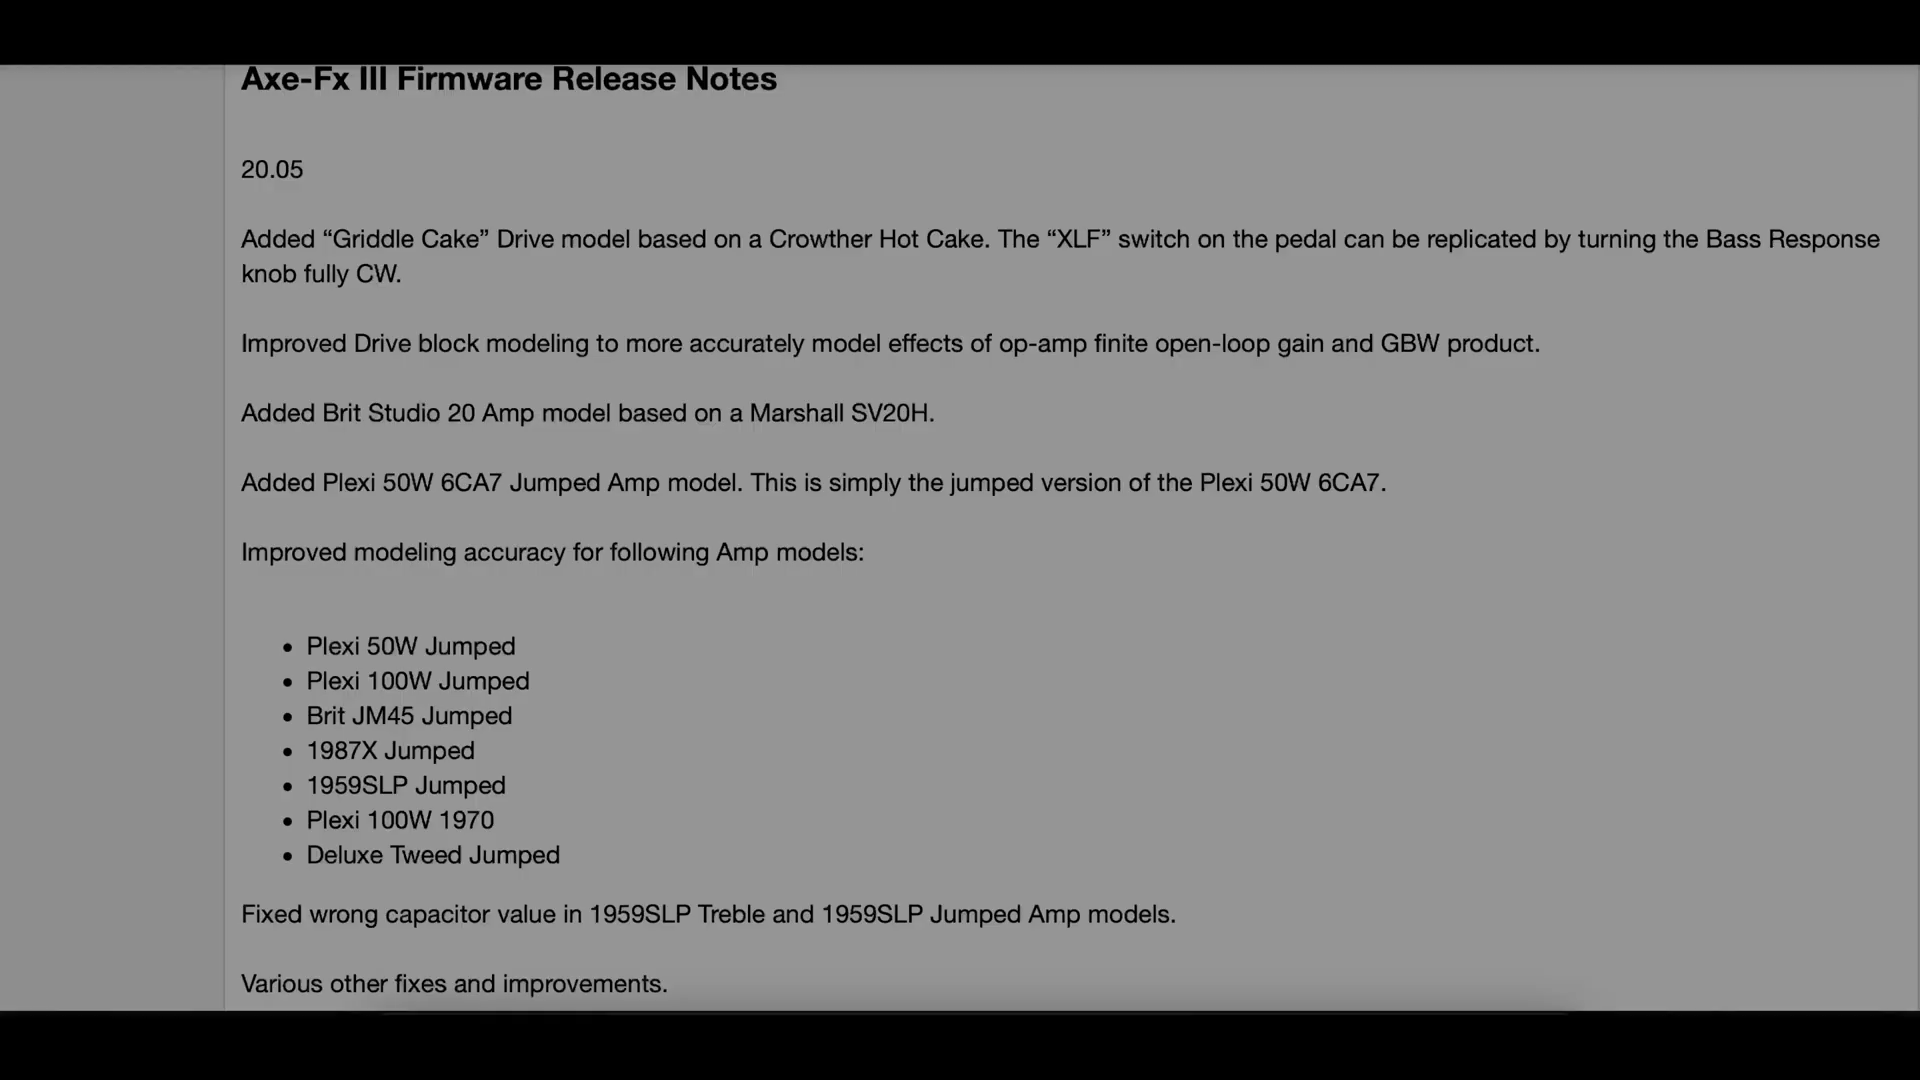 Axe-Fx III Firmware Release Notes
20.05
Added “Griddle Cake” Drive model based on a Crowther Hot Cake. The “XLF” switch on the pedal can be replicated by turning the Bass Response
knob fully CW.
Improved Drive block modeling to more accurately model effects of op-amp finite open-loop gain and GBW product.
Added Brit Studio 20 Amp model based on a Marshall SV20H.
Added Plexi 50W 6CA7 Jumped Amp model. This is simply the jumped version of the Plexi 50W 6CA7.
Improved modeling accuracy for following Amp models:
• Plexi 50W Jumped
• Plexi 100W Jumped
• Brit JM45 Jumped
• 1987X Jumped
• 1959SLP Jumped
• Plexi 100W 1970
• Deluxe Tweed Jumped
Fixed wrong capacitor value in 1959SLP Treble and 1959SLP Jumped Amp models.
Various other fixes and improvements.